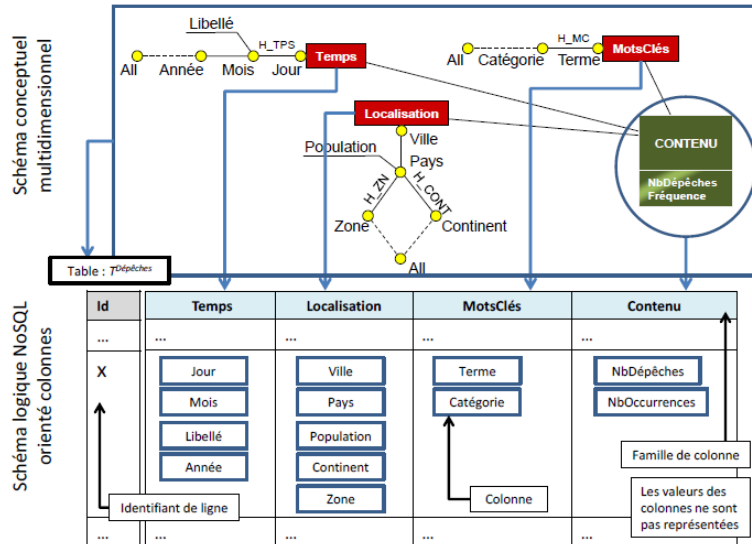 Schéma conceptuel
multidimensionnel
Libellé
H_TPS
Temps
All
Année
Mois
Jour
H_MC
MotsClés
All
Catégorie
Terme
Localisation
Ville
Population
Pays
H_ZN
H_CONT
Zone
Continent
All
CONTENU
NbDépêches
Fréquence
Table : T^Dépêches
Schéma logique NoSQL
orienté colonnes
Id
Temps
Localisation
MotsClés
Contenu
...
...
...
...
...
X
Jour
Ville
Terme
NbDépêches
Mois
Pays
Catégorie
NbOccurrences
Libellé
Population
Année
Continent
Zone
Famille de colonne
Identifiant de ligne
Colonne
Les valeurs des
colonnes ne sont
pas représentées
...
...
...
...
...